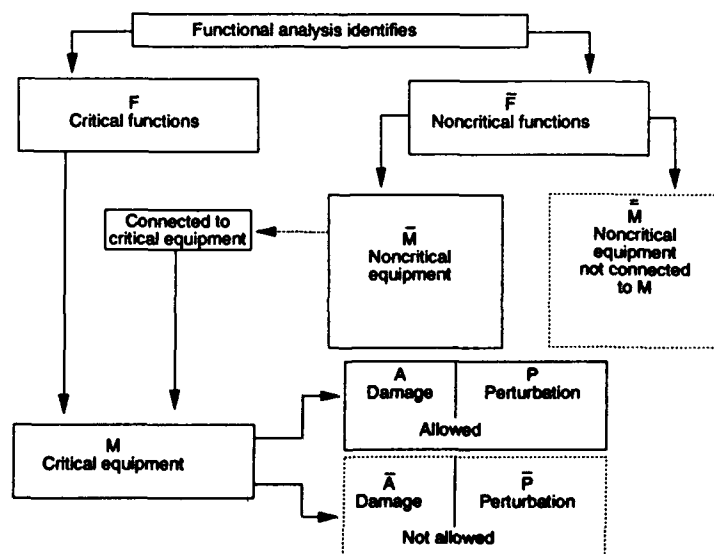 Functional analysis identifies
F
Critical functions
F̄
Noncritical functions
Connected to
critical equipment
M̄
Noncritical
equipment
M̿
Noncritical
equipment
not connected
to M
A
Damage
P
Perturbation
Allowed
M
Critical equipment
Ā
Damage
P̄
Perturbation
Not allowed